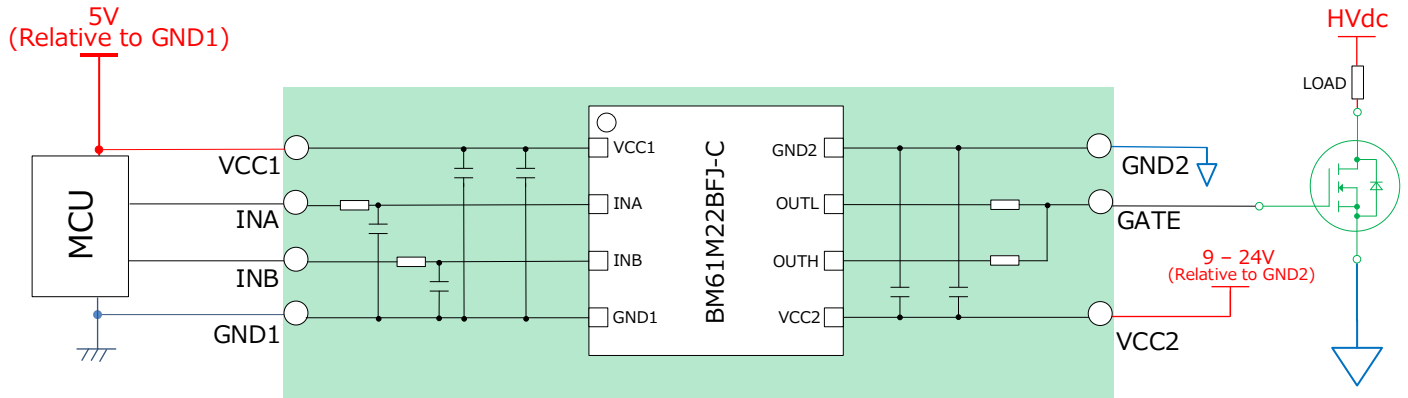 5V
(Relative to GND1)
HVdc
LOAD
VCC1
INA
INB
GND1
MCU
VCC1
INA
INB
GND1
BM61M22BFJ-C
GND2
OUTL
OUTH
VCC2
GND2
GATE
9 – 24V
(Relative to GND2)
VCC2